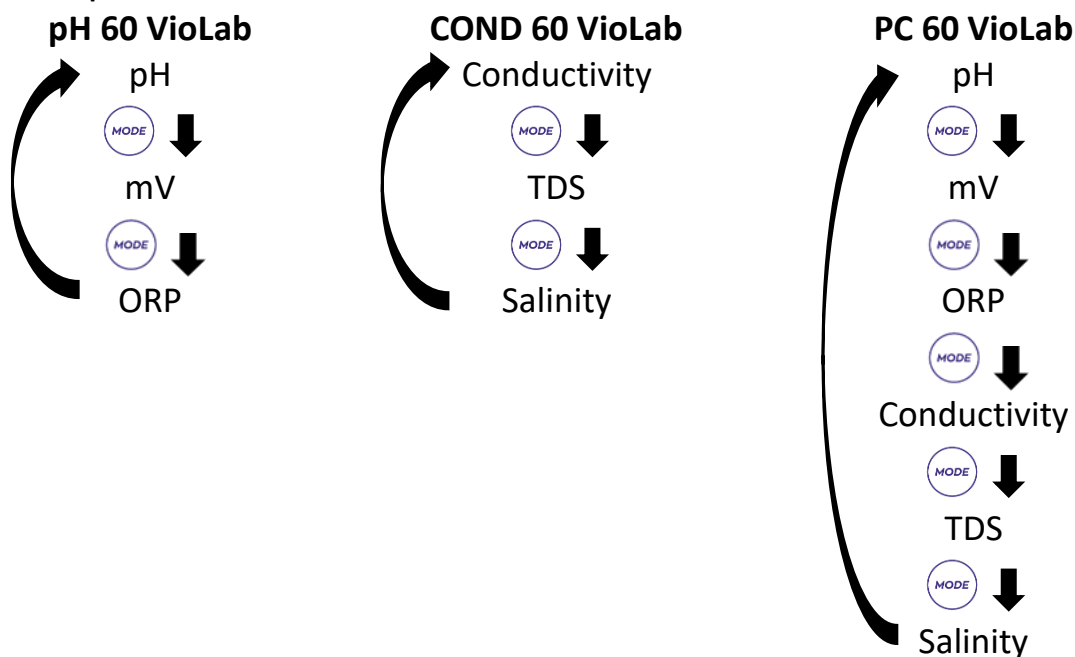 pH 60 VioLab
pH
MODE
mV
MODE
ORP
COND 60 VioLab
Conductivity
MODE
TDS
MODE
Salinity
PC 60 VioLab
pH
MODE
mV
MODE
ORP
MODE
Conductivity
MODE
TDS
MODE
Salinity